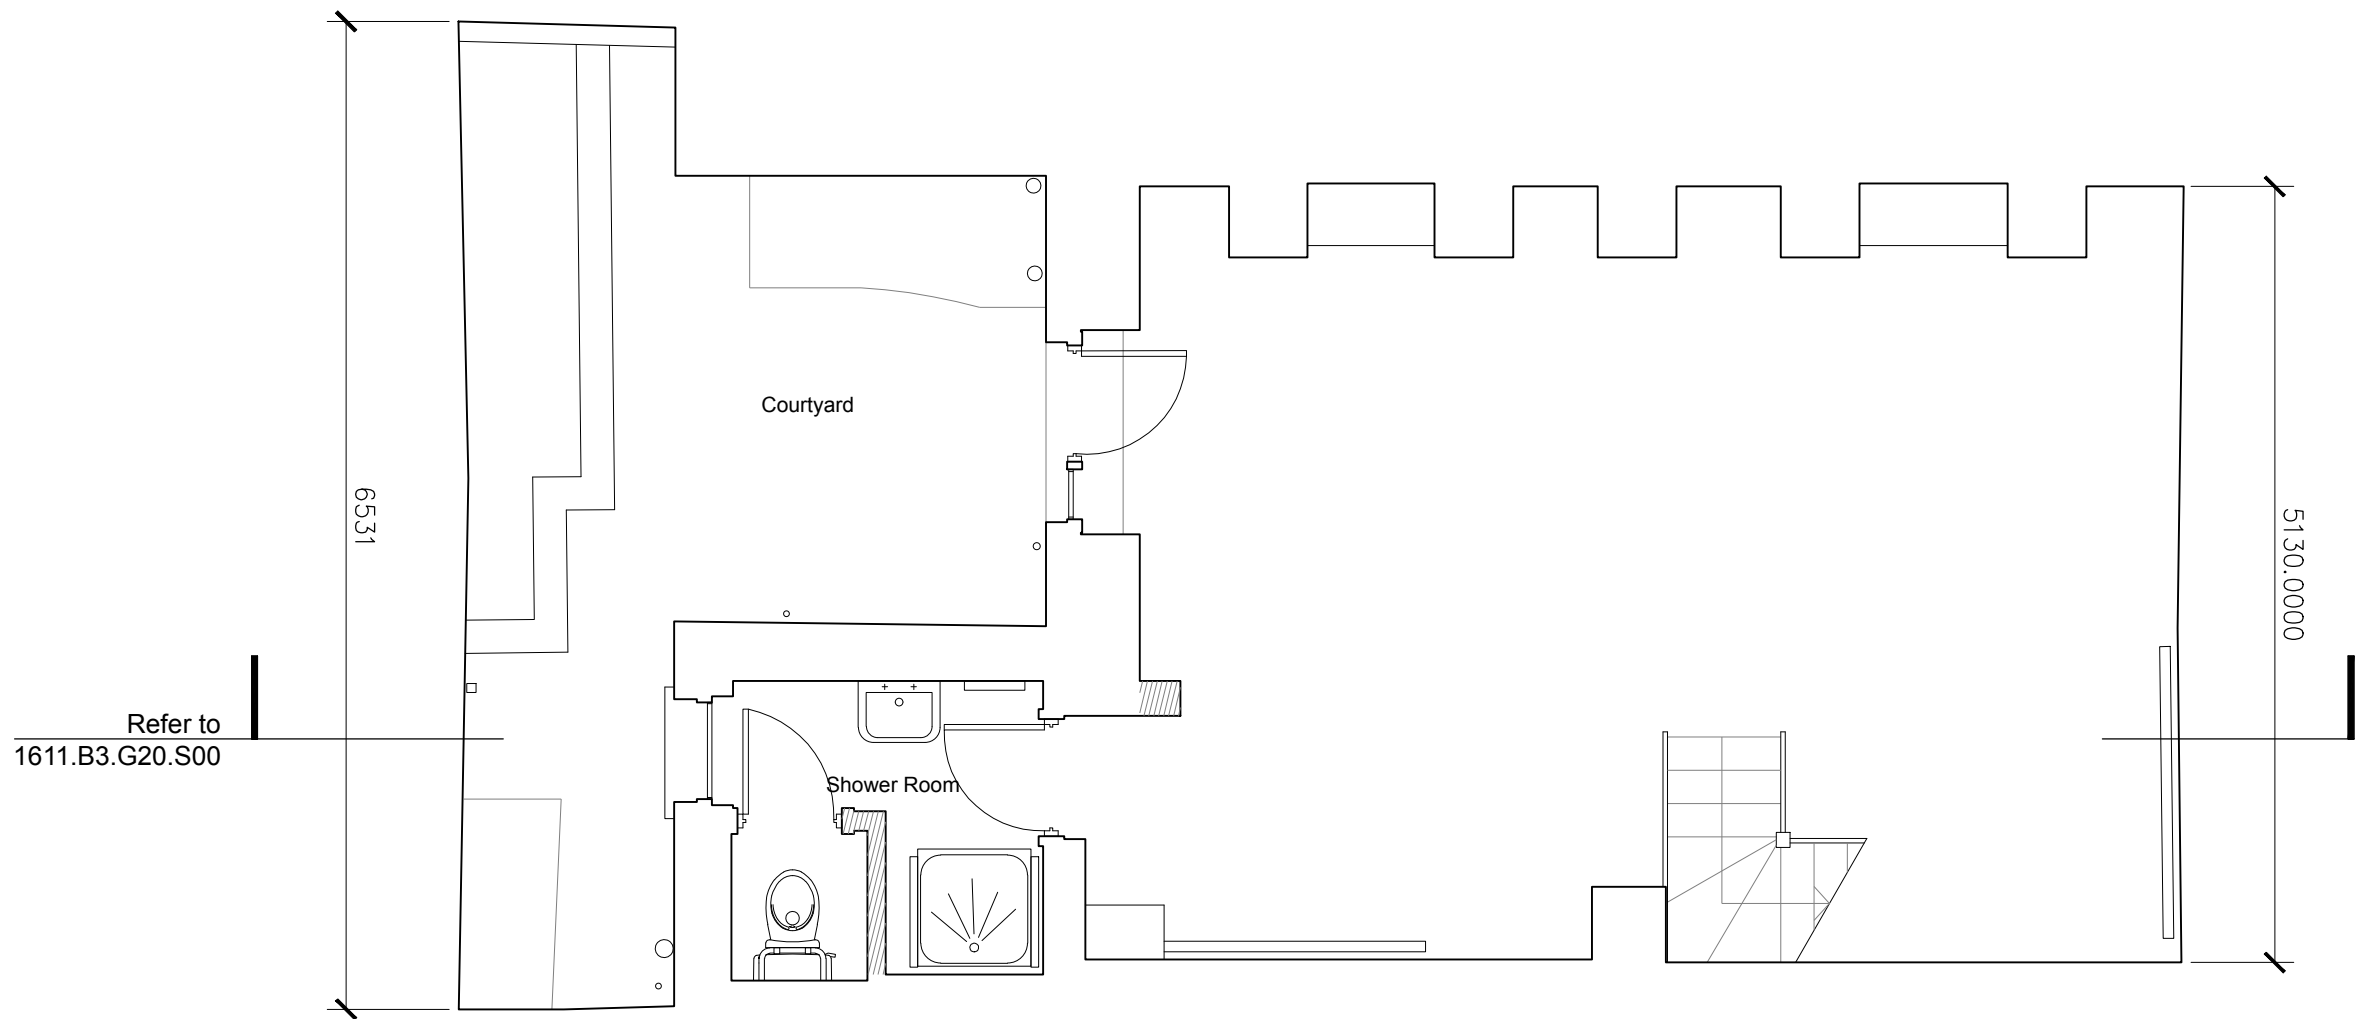 Courtyard
6531
5130.0000
Refer to
1611.B3.G20.S00
Shower Room